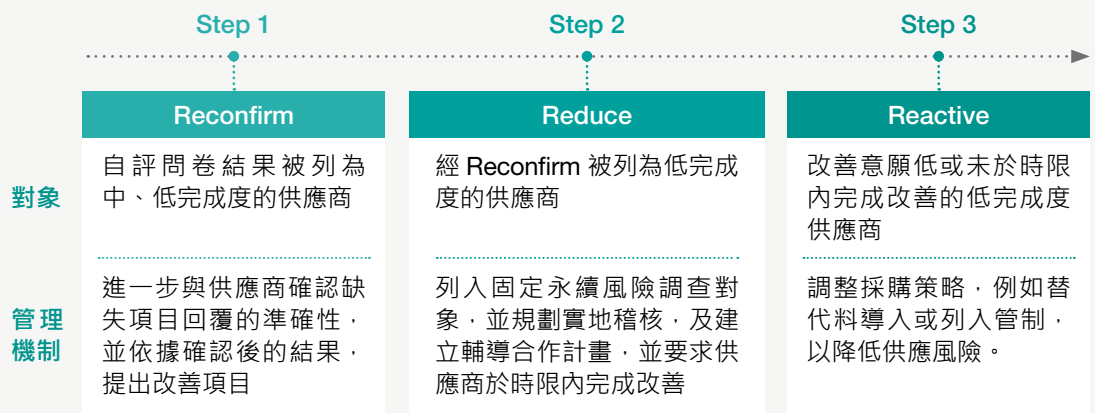 Step 1
Step 2
Step 3
Reconfirm
Reduce
Reactive
對象
自評問卷結果被列為
中、低完成度的供應商
經 Reconfirm 被列為低完成
度的供應商
改善意願低或未於時限
內完成改善的低完成度
供應商
管理
機制
進一步與供應商確認缺
失項目回覆的準確性，
並依據確認後的結果，
提出改善項目
列入固定永續風險調查對
象，並規劃實地稽核，及建
立輔導合作計畫，並要求供
應商於時限內完成改善
調整採購策略，例如替
代料導入或列入管制，
以降低供應風險。